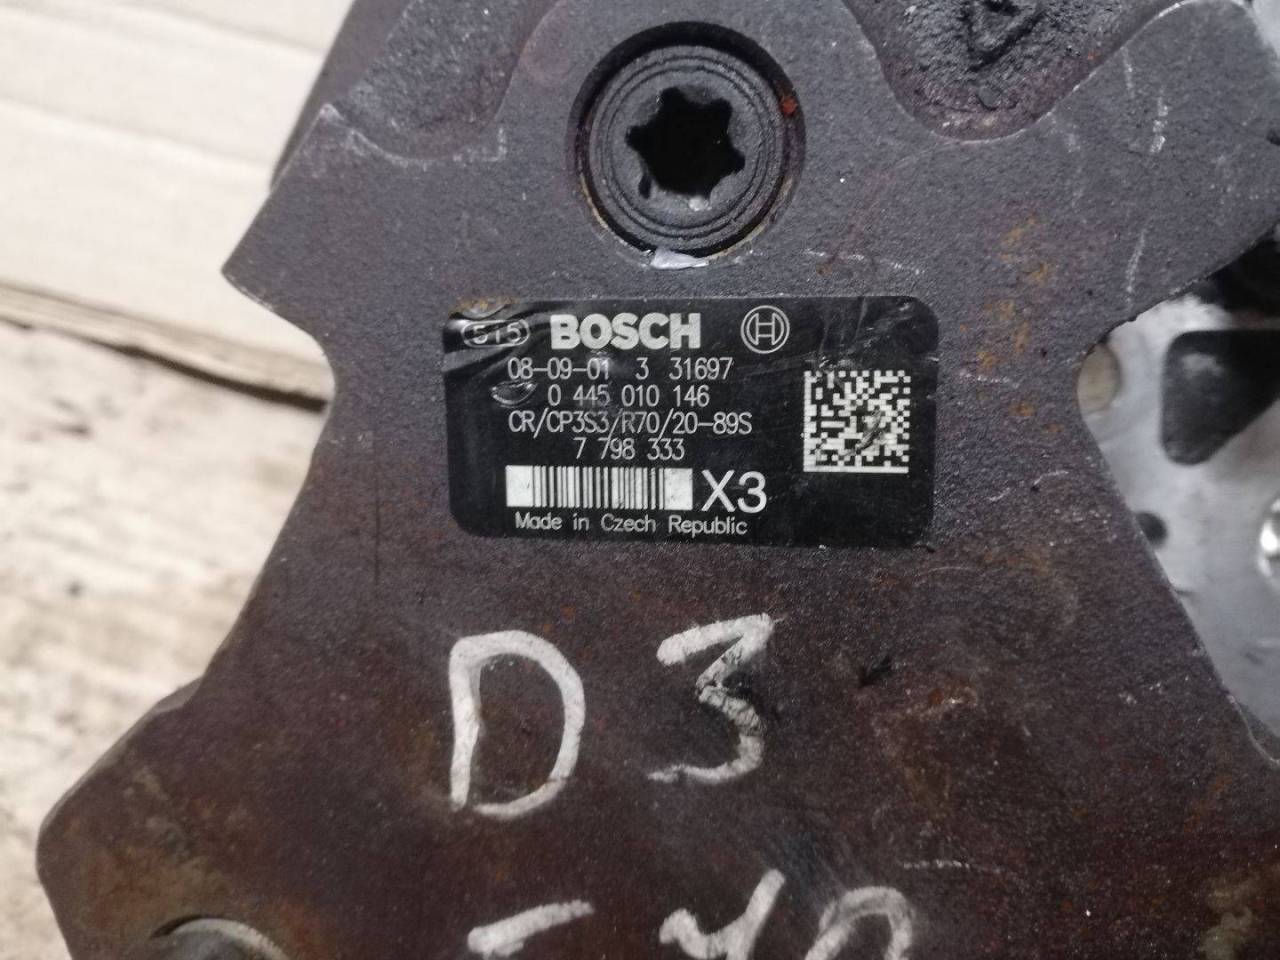 515 BOSCH H
08-09-01 3 31697
0 445 010 146
CR/CP3S3/R70/20-89S
7 798 333
X3
Made in Czech Republic
D3